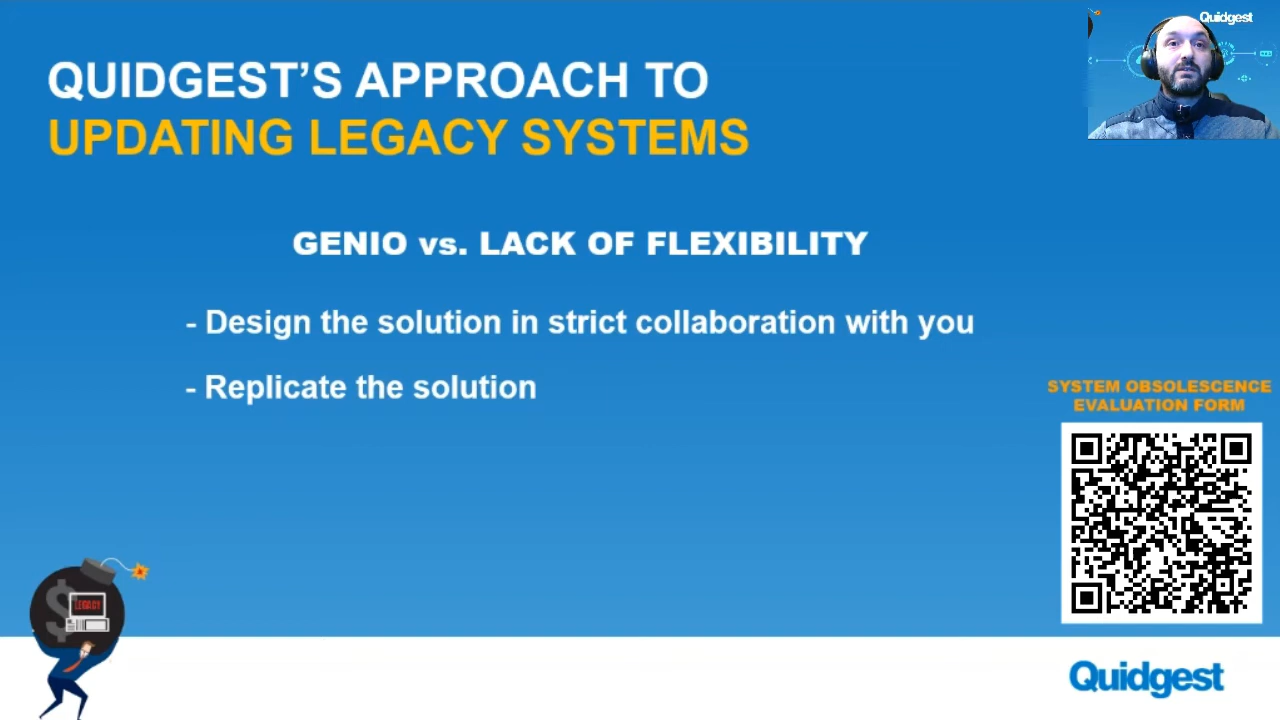 Quidgest
QUIDGEST'S APPROACH TO
UPDATING LEGACY SYSTEMS
GENIO vs. LACK OF FLEXIBILITY
- Design the solution in strict collaboration with you
- Replicate the solution
SYSTEM OBSOLESCENCE
EVALUATION FORM
LEGACY
Quidgest